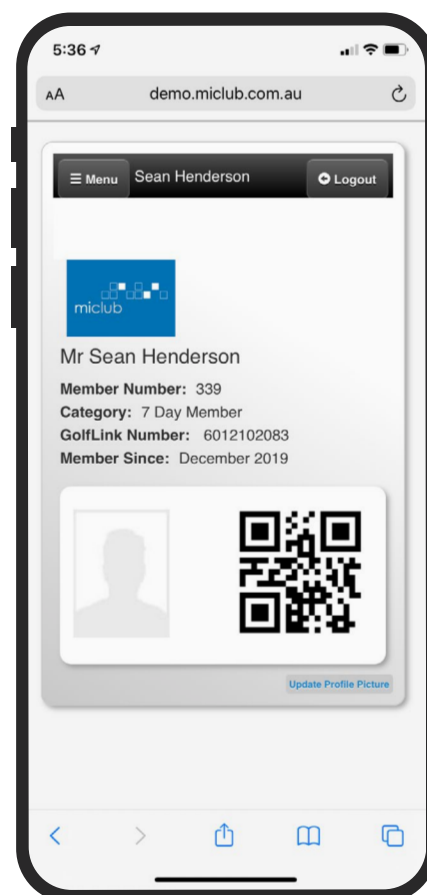 5:36
AA demo.miclub.com.au
☰ Menu Sean Henderson Logout
miclub
Mr Sean Henderson
Member Number: 339
Category: 7 Day Member
GolfLink Number: 6012102083
Member Since: December 2019
Update Profile Picture